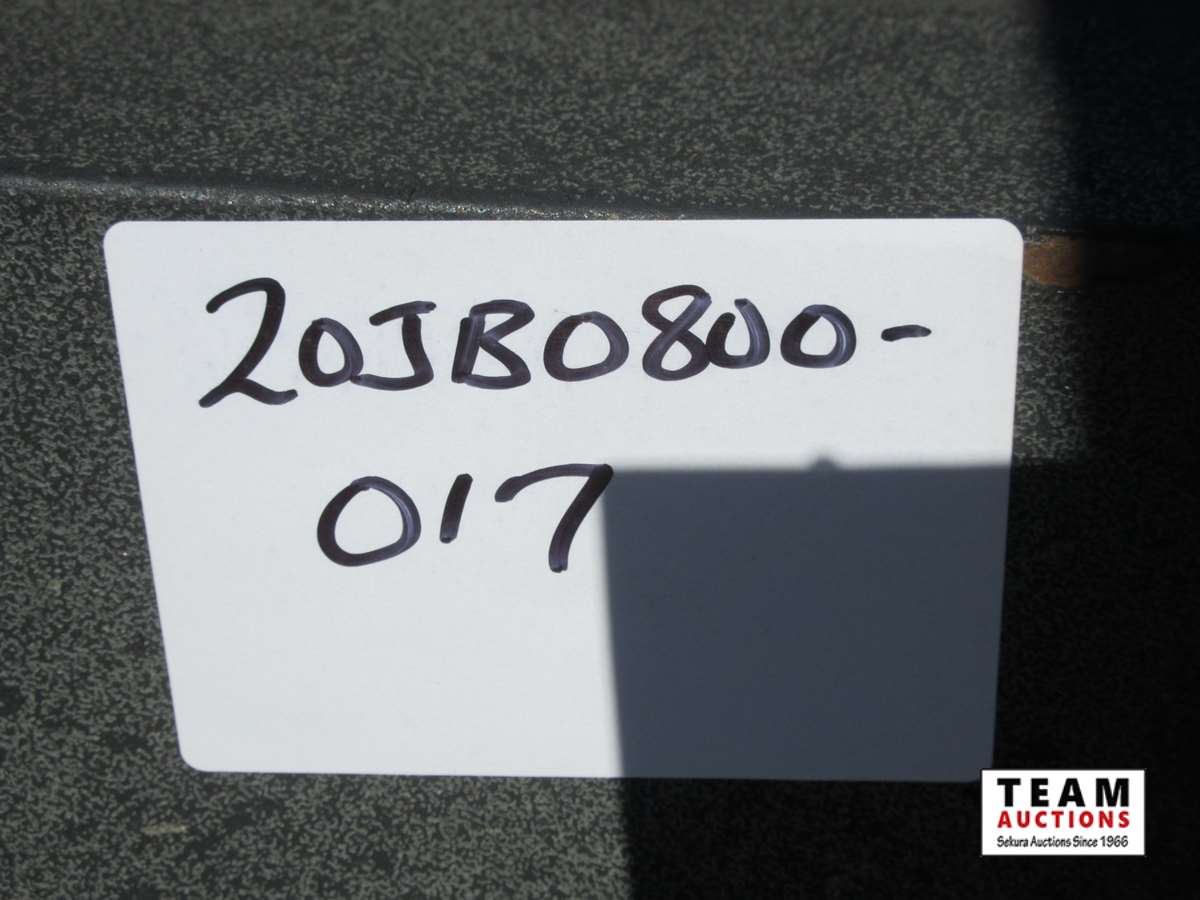 20JB0800-
017
TEAM
AUCTIONS
Sekura Auctions Since 1966